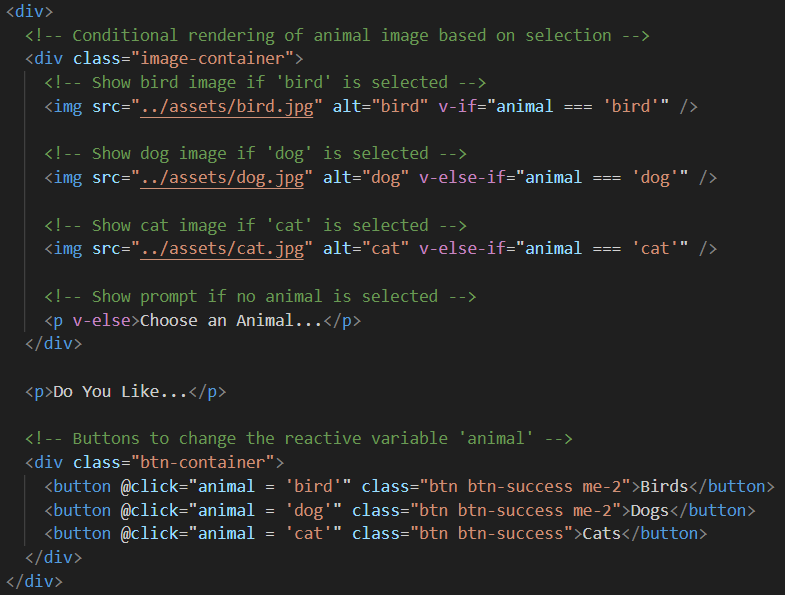 <div>
  <!-- Conditional rendering of animal image based on selection -->
  <div class="image-container">
    <!-- Show bird image if 'bird' is selected -->
    <img src="../assets/bird.jpg" alt="bird" v-if="animal === 'bird'" />

    <!-- Show dog image if 'dog' is selected -->
    <img src="../assets/dog.jpg" alt="dog" v-else-if="animal === 'dog'" />

    <!-- Show cat image if 'cat' is selected -->
    <img src="../assets/cat.jpg" alt="cat" v-else-if="animal === 'cat'" />

    <!-- Show prompt if no animal is selected -->
    <p v-else>Choose an Animal...</p>
  </div>

  <p>Do You Like...</p>

  <!-- Buttons to change the reactive variable 'animal' -->
  <div class="btn-container">
    <button @click="animal = 'bird'" class="btn btn-success me-2">Birds</button>
    <button @click="animal = 'dog'" class="btn btn-success me-2">Dogs</button>
    <button @click="animal = 'cat'" class="btn btn-success">Cats</button>
  </div>
</div>